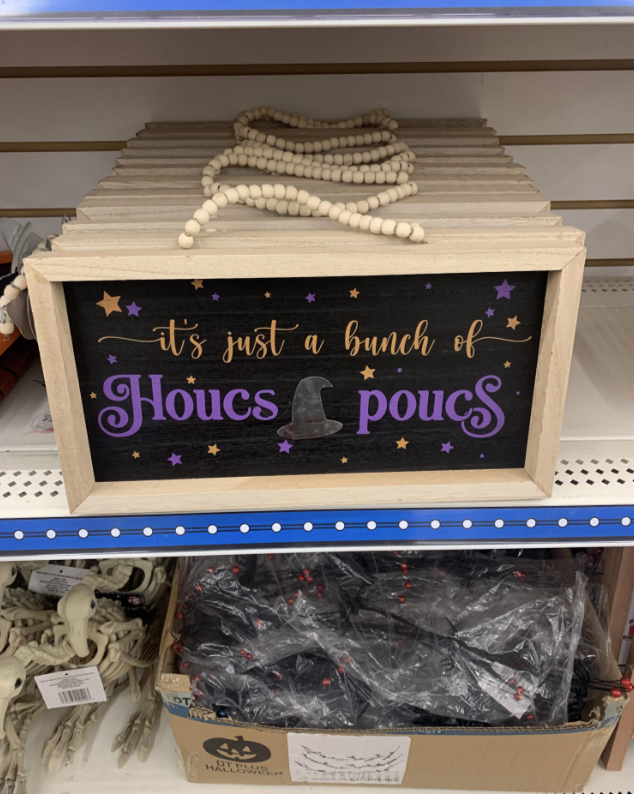 it's just a bunch of
Houcs poucs
DT PLUS
HALLOWEEN